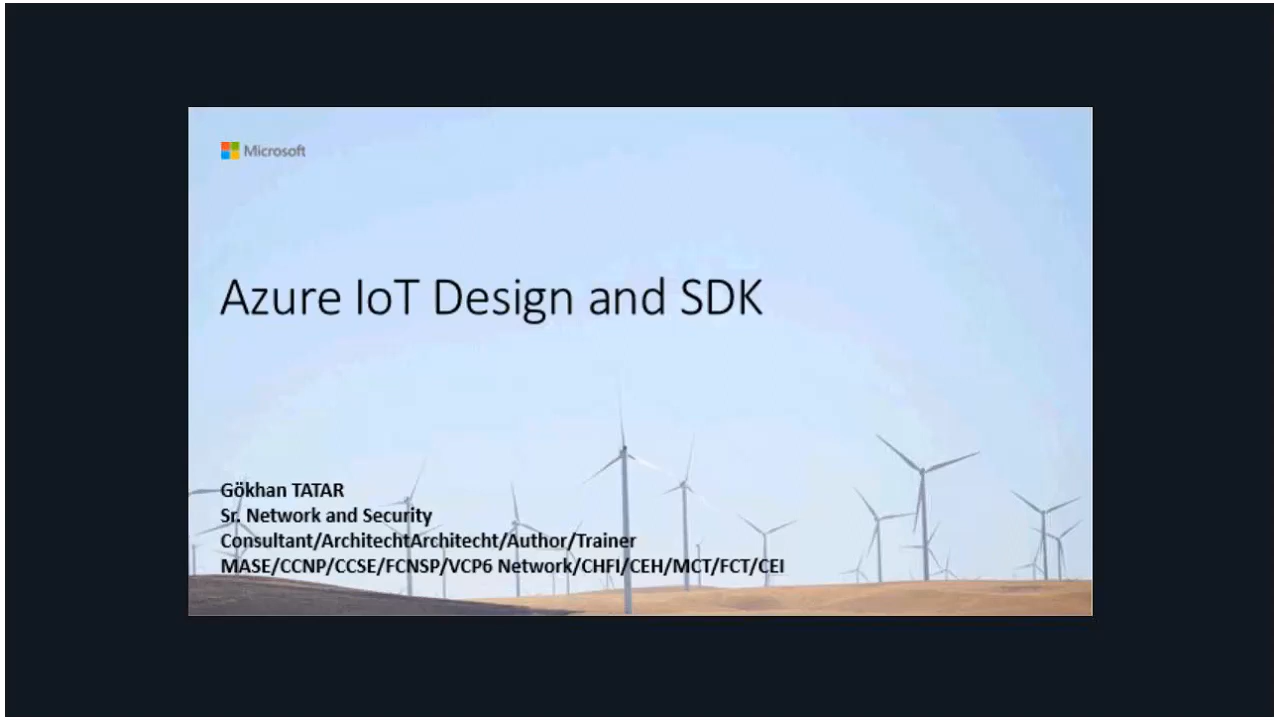 Microsoft
Azure IoT Design and SDK
Gökhan TATAR
Sr. Network and Security
Consultant/ArchitechtArchitecht/Author/Trainer
MASE/CCNP/CCSE/FCNSP/VCP6 Network/CHFI/CEH/MCT/FCT/CEI